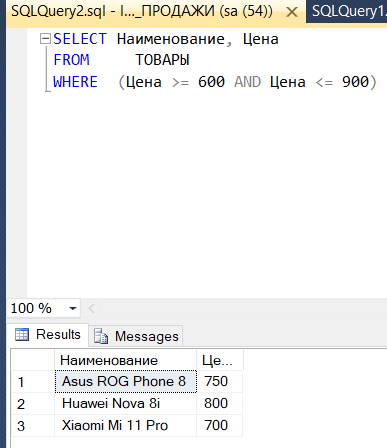 SQLQuery2.sql - I..._ПРОДАЖИ (sa (54)) SQLQuery1.
SELECT Наименование, Цена
FROM ТОВАРЫ
WHERE (Цена >= 600 AND Цена <= 900)
100 %
Results Messages
Наименование Це...
1 Asus ROG Phone 8 750
2 Huawei Nova 8i 800
3 Xiaomi Mi 11 Pro 700